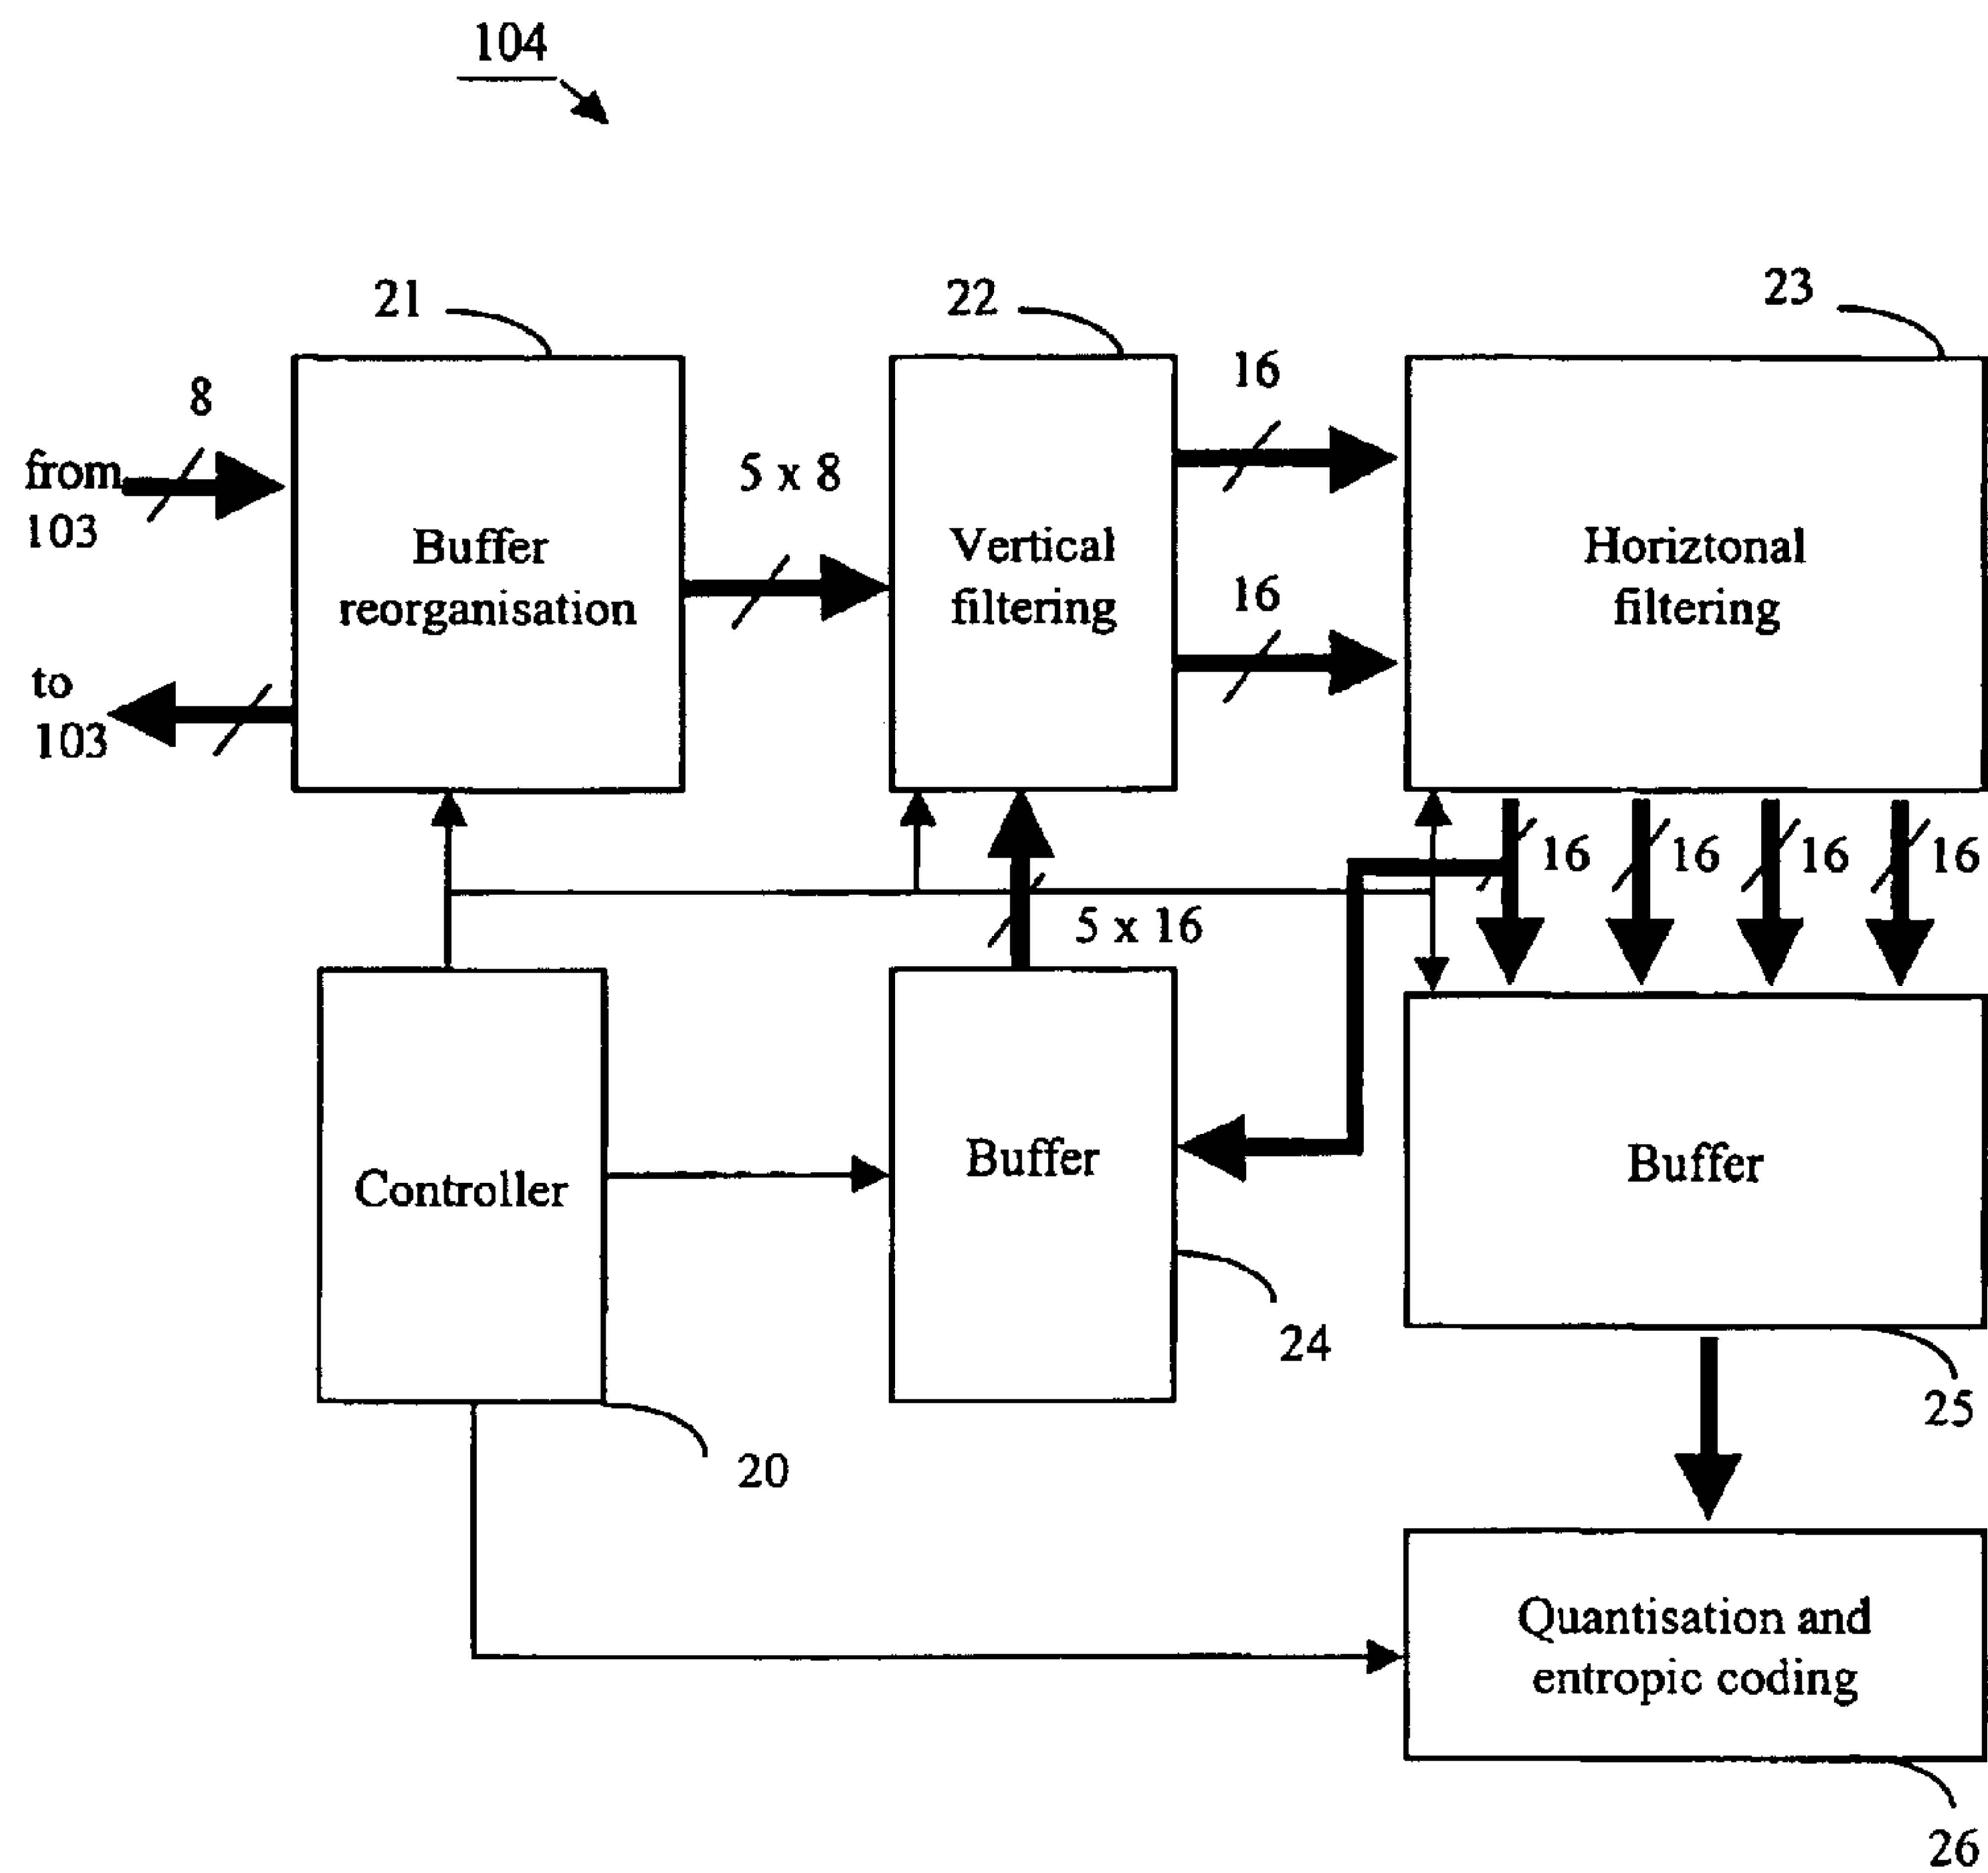 104
21
22
23
8
16
from
103
5 x 8
Buffer
reorganisation
Vertical
filtering
Horiztonal
filtering
16
to
103
16
16
16
16
5 x 16
Controller
Buffer
Buffer
24
25
20
Quantisation and
entropic coding
26